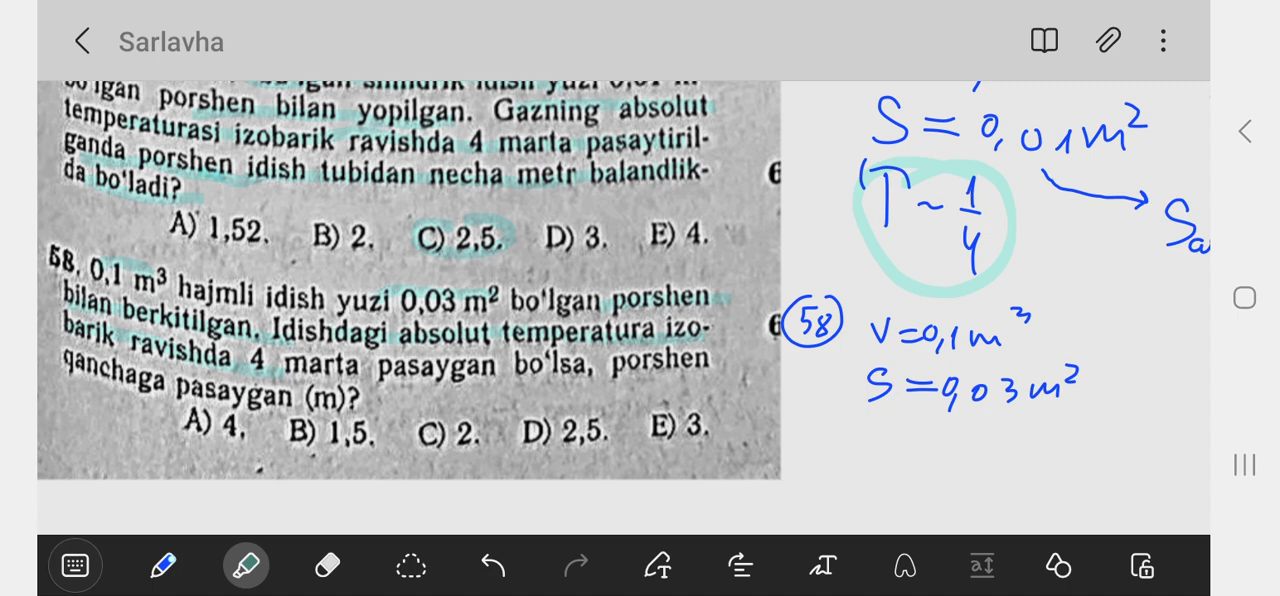 Sarlavha
porshen bilan yopilgan. Gazning absolut
temperaturasi izobarik ravishda 4 marta pasaytiril-
ganda porshen idish tubidan necha metr balandlik-
da bo'ladi?
A) 1,52. B) 2. C) 2,5. D) 3. E) 4.
58. 0,1 m³ hajmli idish yuzi 0,03 m² bo'lgan porshen
bilan berkitilgan. Idishdagi absolut temperatura izo-
barik ravishda 4 marta pasaygan bo'lsa, porshen
qanchaga pasaygan (m)?
A) 4. B) 1,5. C) 2. D) 2,5. E) 3.
6
6
S = 0,01 m²
T ~ 1/4
58 V=0,1 m³
S=0,03 m²